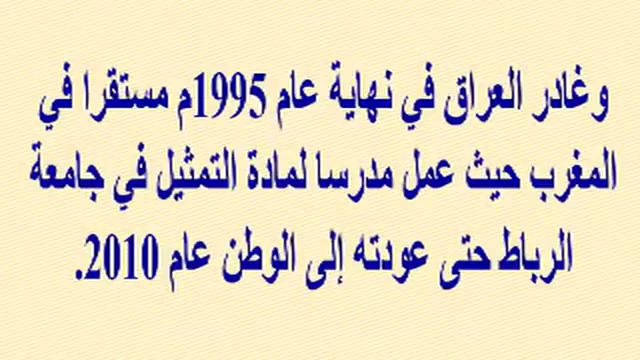 وغادر العراق في نهاية عام 1995م مستقرا في
المغرب حيث عمل مدرسا لمادة التمثيل في جامعة
الرباط حتى عودته إلى الوطن عام 2010.